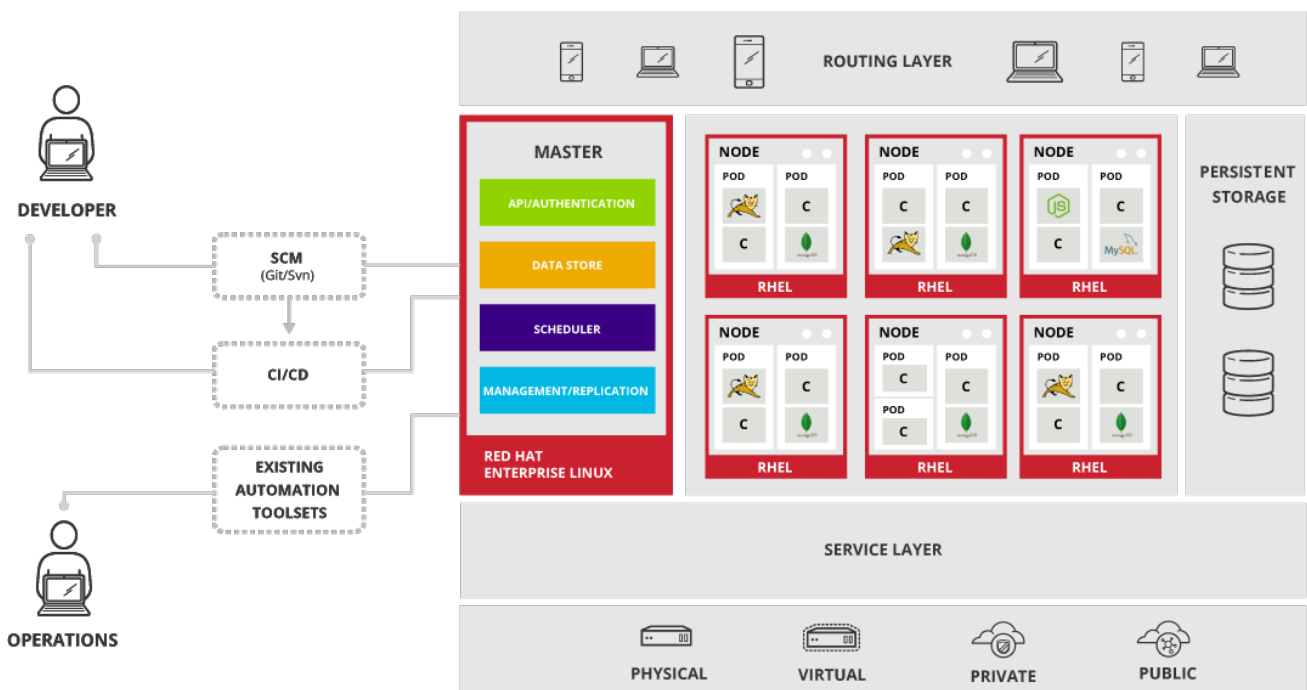 ROUTING LAYER
DEVELOPER
SCM
(Git/Svn)
CI/CD
EXISTING
AUTOMATION
TOOLSETS
OPERATIONS
MASTER
API/AUTHENTICATION
DATA STORE
SCHEDULER
MANAGEMENT/REPLICATION
RED HAT
ENTERPRISE LINUX
NODE
POD
POD
C
C
RHEL
NODE
POD
POD
C
C
RHEL
NODE
POD
POD
JS
C
C
MySQL
RHEL
NODE
POD
POD
C
C
RHEL
NODE
POD
POD
C
C
POD
C
RHEL
NODE
POD
POD
C
C
RHEL
PERSISTENT
STORAGE
SERVICE LAYER
PHYSICAL
VIRTUAL
PRIVATE
PUBLIC